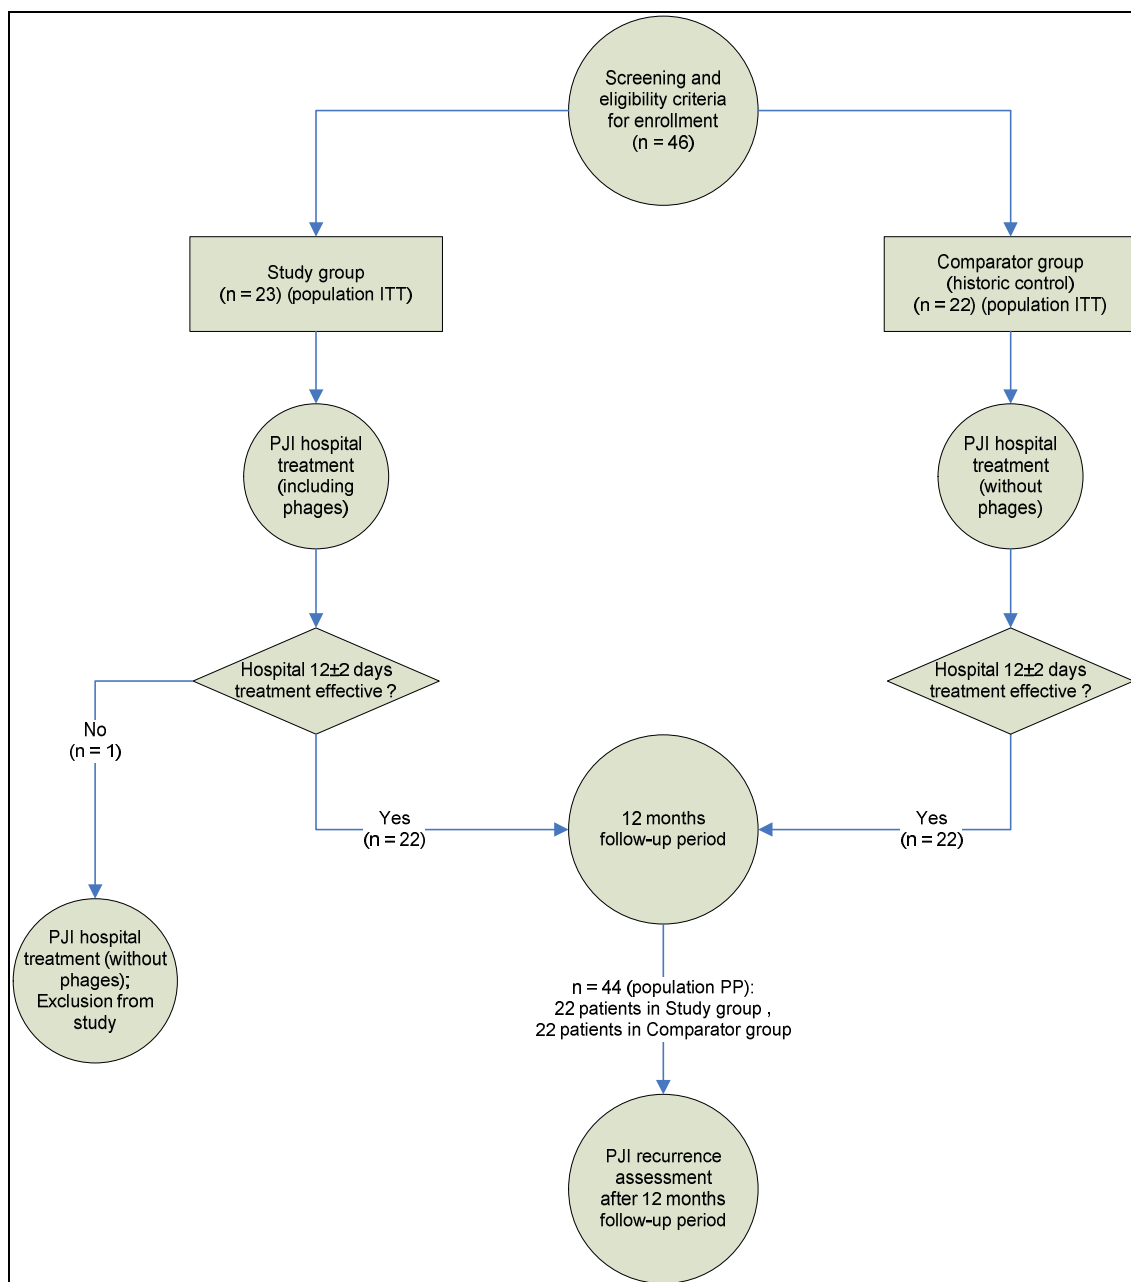 Screening and
eligibility criteria
for enrollment
(n = 46)
Study group
(n = 23) (population ITT)
Comparator group
(historic control)
(n = 22) (population ITT)
PJI hospital
treatment
(including
phages)
PJI hospital
treatment
(without
phages)
Hospital 12±2 days
treatment effective ?
Hospital 12±2 days
treatment effective ?
No
(n = 1)
Yes
(n = 22)
12 months
follow-up period
Yes
(n = 22)
PJI hospital
treatment (without
phages);
Exclusion from
study
n = 44 (population PP):
22 patients in Study group ,
22 patients in Comparator group
PJI recurrence
assessment
after 12 months
follow-up period